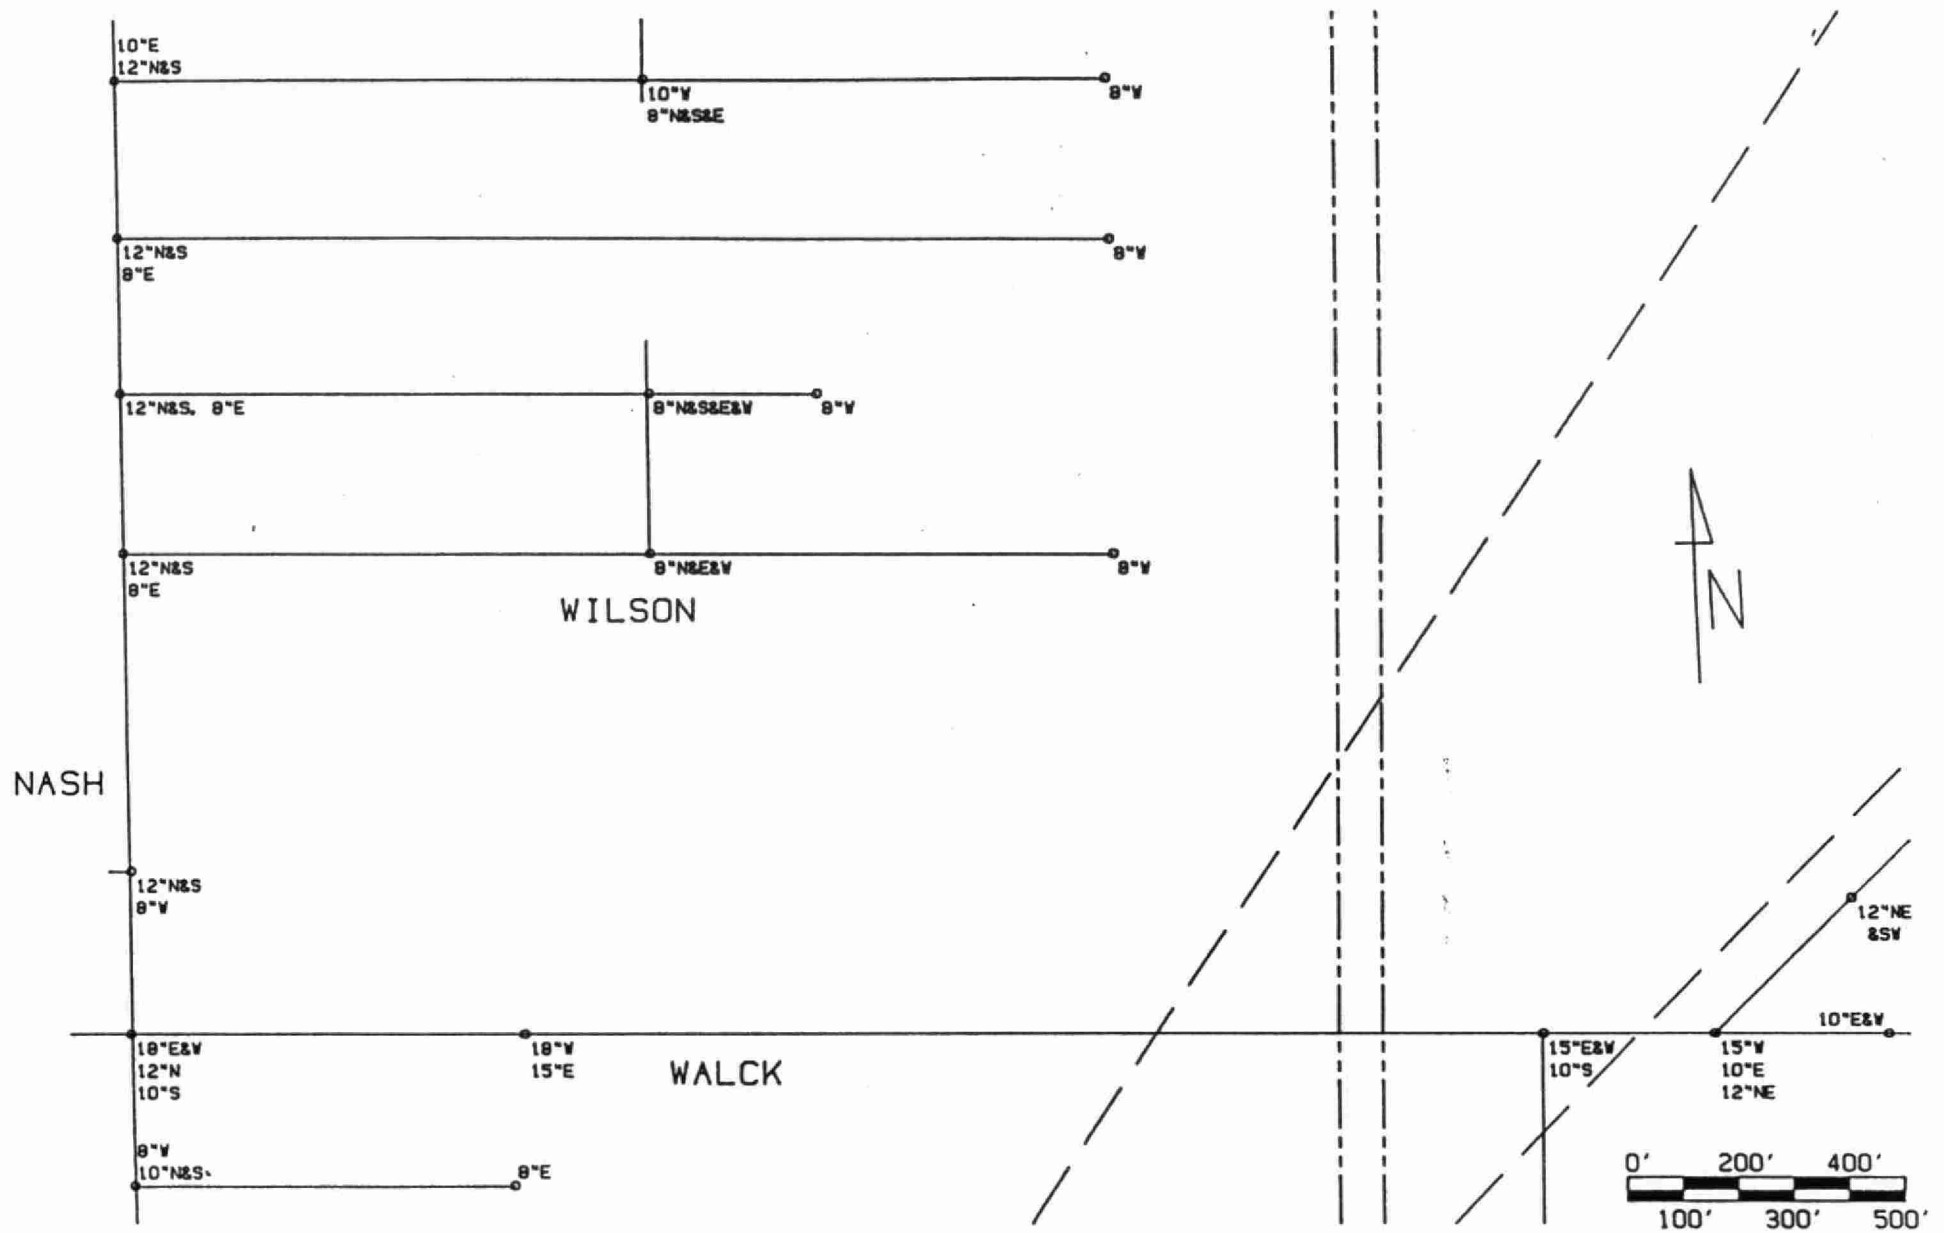 10"E
12"N&S
10"W
8"N&S&E
8"W
12"N&S
8"E
8"W
12"N&S. 8"E
8"N&S&E&W
8"W
12"N&S
8"E
8"N&E&W
8"W
WILSON
N
NASH
12"N&S
8"W
12"NE
&SW
10"E&W
18"E&W
12"N
10"S
18"W
15"E
WALCK
15"E&W
10"S
15"W
10"E
12"NE
8"W
10"N&S
8"E
0' 200' 400'
100' 300' 500'